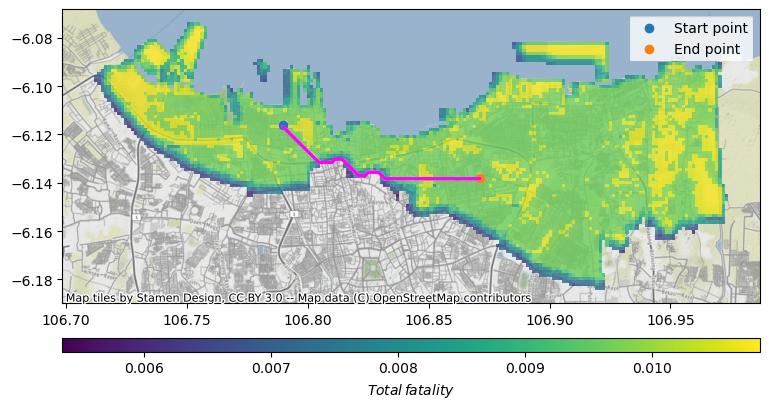 −6.08
−6.10
−6.12
−6.14
−6.16
−6.18
Start point
End point
Map tiles by Stamen Design, CC BY 3.0 -- Map data (C) OpenStreetMap contributors
106.70 106.75 106.80 106.85 106.90 106.95
0.006 0.007 0.008 0.009 0.010
Total fatality